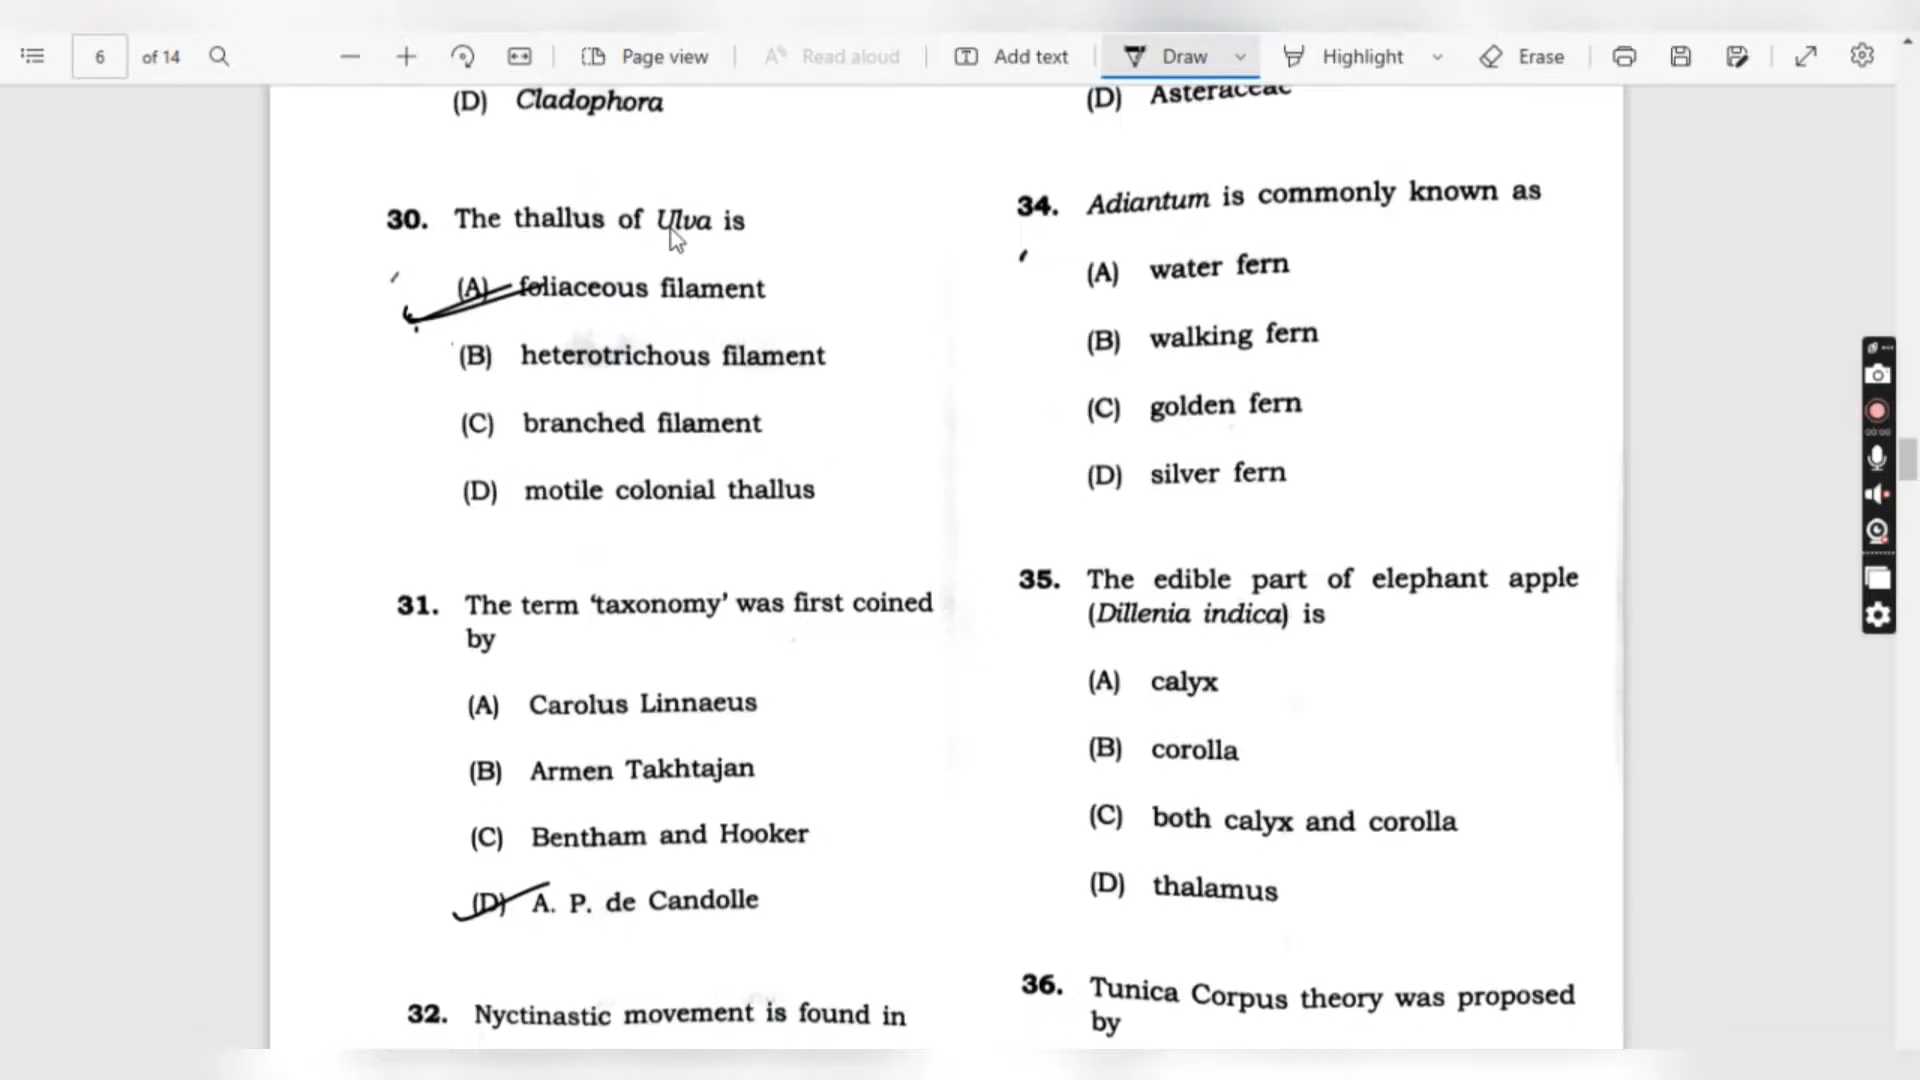 6 of 14 Page view Read aloud Add text Draw Highlight Erase
(D) Cladophora
30. The thallus of Ulva is
(A) foliaceous filament
(B) heterotrichous filament
(C) branched filament
(D) motile colonial thallus
31. The term ‘taxonomy’ was first coined
by
(A) Carolus Linnaeus
(B) Armen Takhtajan
(C) Bentham and Hooker
(D) A. P. de Candolle
32. Nyctinastic movement is found in
(D) Asteraceae
34. Adiantum is commonly known as
(A) water fern
(B) walking fern
(C) golden fern
(D) silver fern
35. The edible part of elephant apple
(Dillenia indica) is
(A) calyx
(B) corolla
(C) both calyx and corolla
(D) thalamus
36. Tunica Corpus theory was proposed
by
00:00